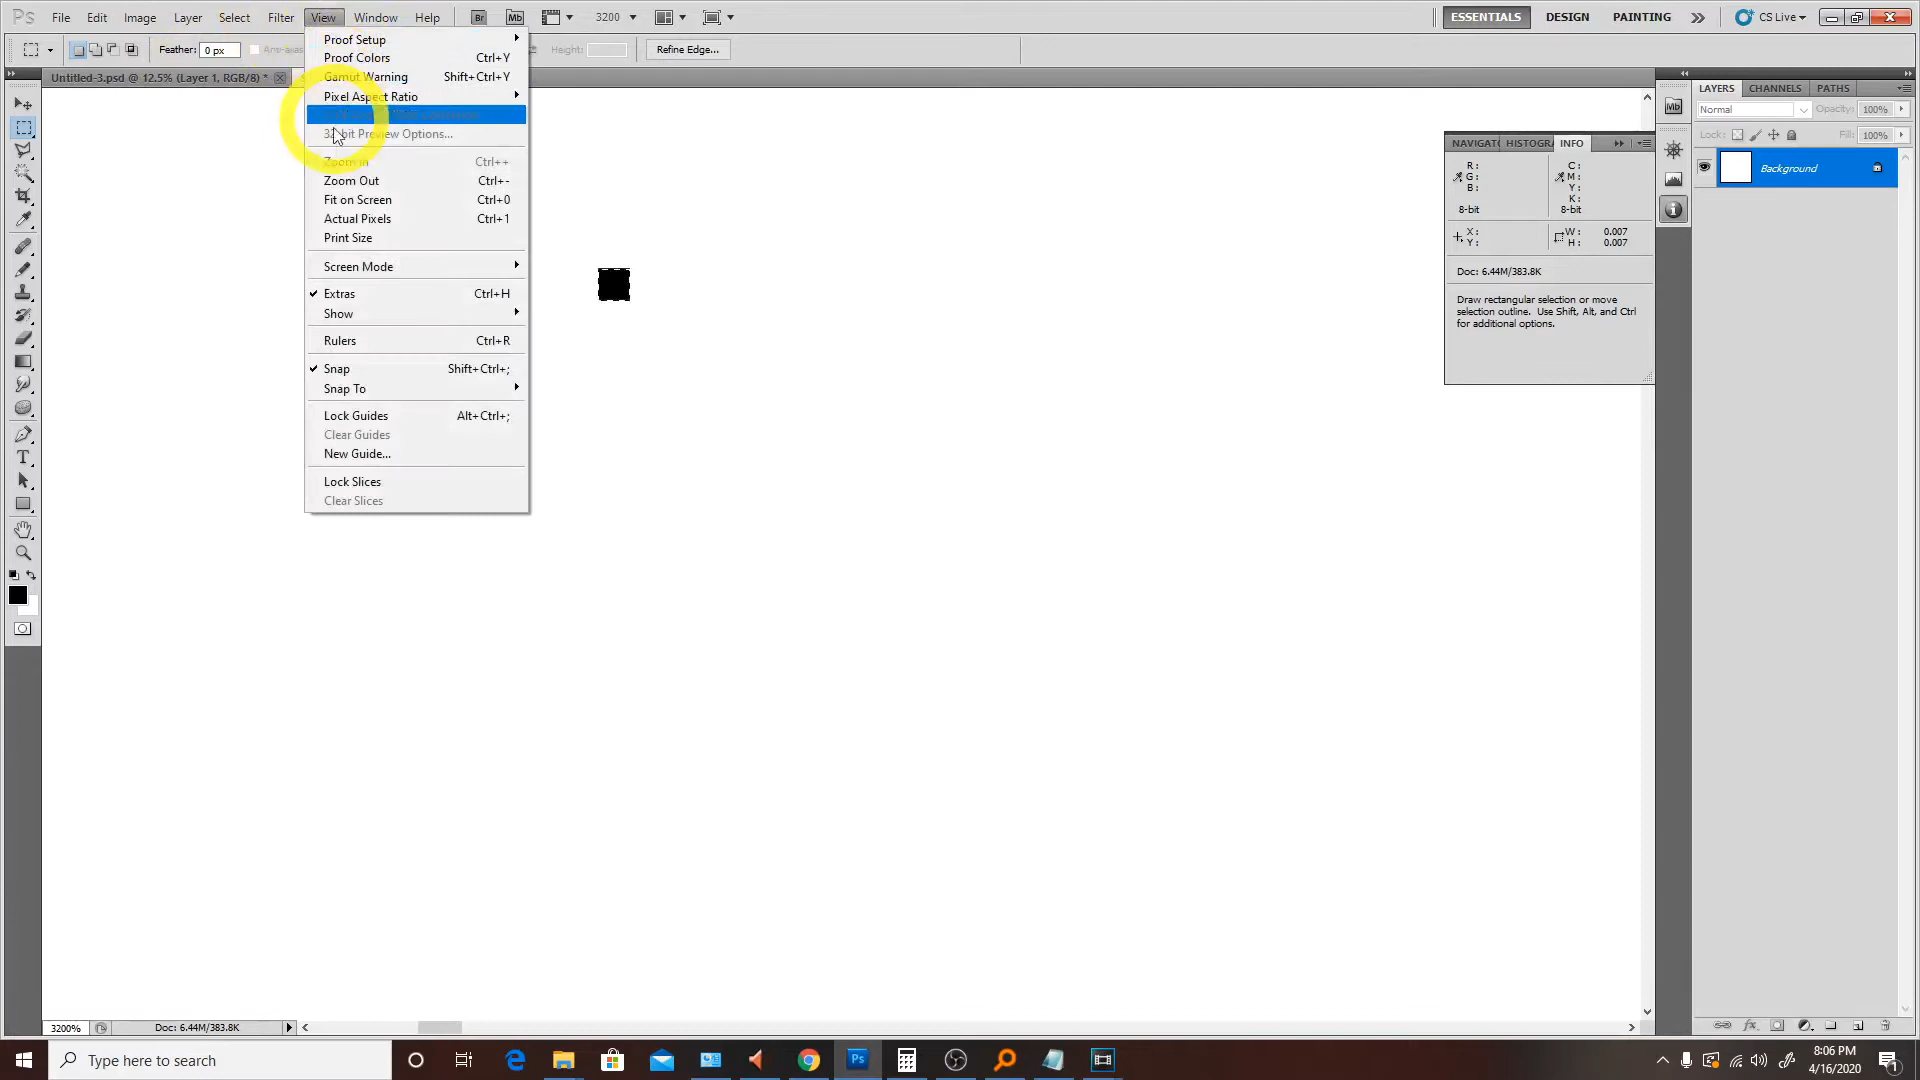 Ps File Edit Image Layer Select Filter View Window Help Br Mb 3200 ESSENTIALS DESIGN PAINTING CS Live
Feather: 0 px Anti-alias Height: Refine Edge...
Untitled-3.psd @ 12.5% (Layer 1, RGB/8) *
Proof Setup
Proof Colors Ctrl+Y
Gamut Warning Shift+Ctrl+Y
Pixel Aspect Ratio
32-bit Preview Options...
Zoom In Ctrl++
Zoom Out Ctrl+-
Fit on Screen Ctrl+0
Actual Pixels Ctrl+1
Print Size
Screen Mode
Extras Ctrl+H
Show
Rulers Ctrl+R
Snap Shift+Ctrl+;
Snap To
Lock Guides Alt+Ctrl+;
Clear Guides
New Guide...
Lock Slices
Clear Slices
NAVIGATO HISTOGRA INFO
R: C:
G: M:
B: Y:
K:
8-bit 8-bit
X: W: 0.007
Y: H: 0.007
Doc: 6.44M/383.8K
Draw rectangular selection or move
selection outline. Use Shift, Alt, and Ctrl
for additional options.
Mb
LAYERS CHANNELS PATHS
Normal Opacity: 100%
Lock: Fill: 100%
Background
3200% Doc: 6.44M/383.8K
Type here to search
Ps
8:06 PM
4/16/2020
1